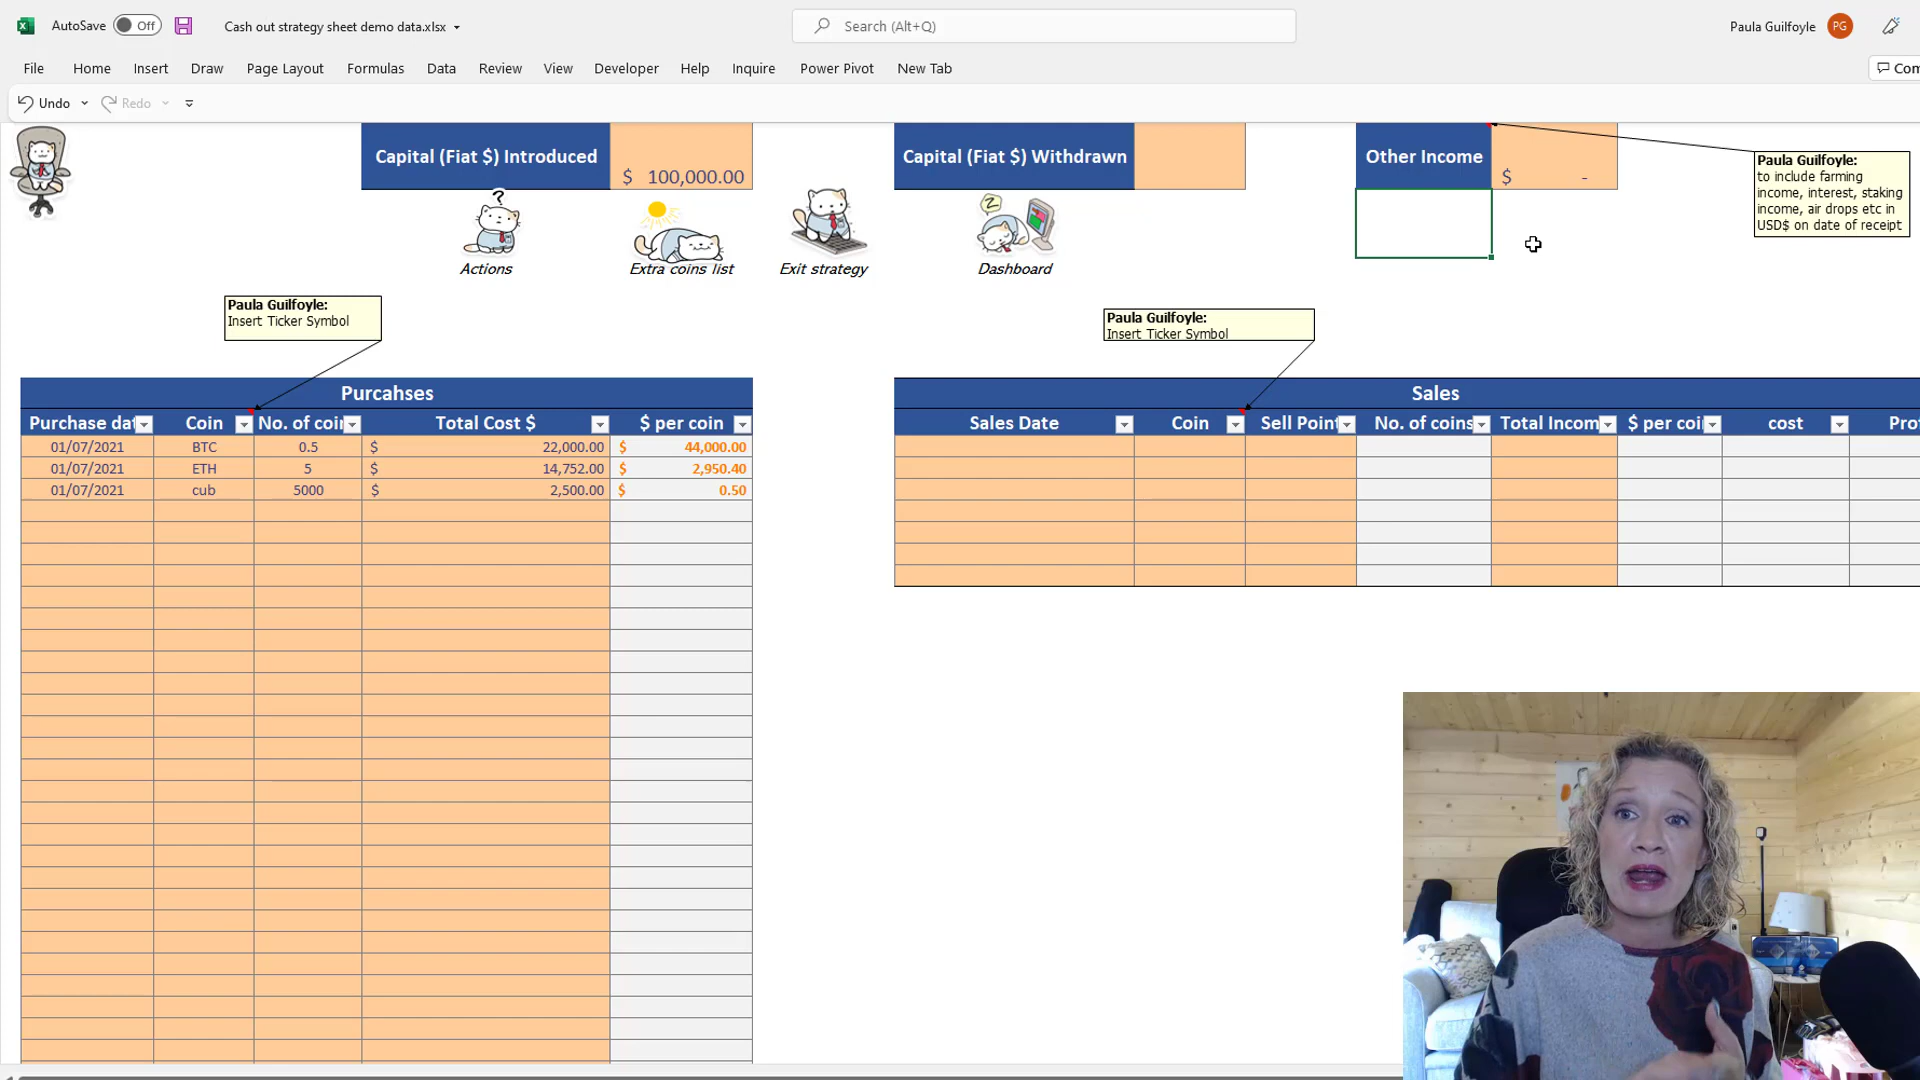 AutoSave Off
Cash out strategy sheet demo data.xlsx
Search (Alt+Q)
Paula Guilfoyle PG
File Home Insert Draw Page Layout Formulas Data Review View Developer Help Inquire Power Pivot New Tab
Com
Undo Redo
Capital (Fiat $) Introduced
$ 100,000.00
Capital (Fiat $) Withdrawn
Other Income
$ -
Paula Guilfoyle:
to include farming
income, interest, staking
income, air drops etc in
USD$ on date of receipt
?
Z
Actions
Extra coins list
Exit strategy
Dashboard
Paula Guilfoyle:
Insert Ticker Symbol
Paula Guilfoyle:
Insert Ticker Symbol
Purcahses
Purchase dat Coin No. of coin Total Cost $ $ per coin
01/07/2021 BTC 0.5 $ 22,000.00 $ 44,000.00
01/07/2021 ETH 5 $ 14,752.00 $ 2,950.40
01/07/2021 cub 5000 $ 2,500.00 $ 0.50
Sales
Sales Date Coin Sell Point No. of coins Total Incom $ per coi cost Prof